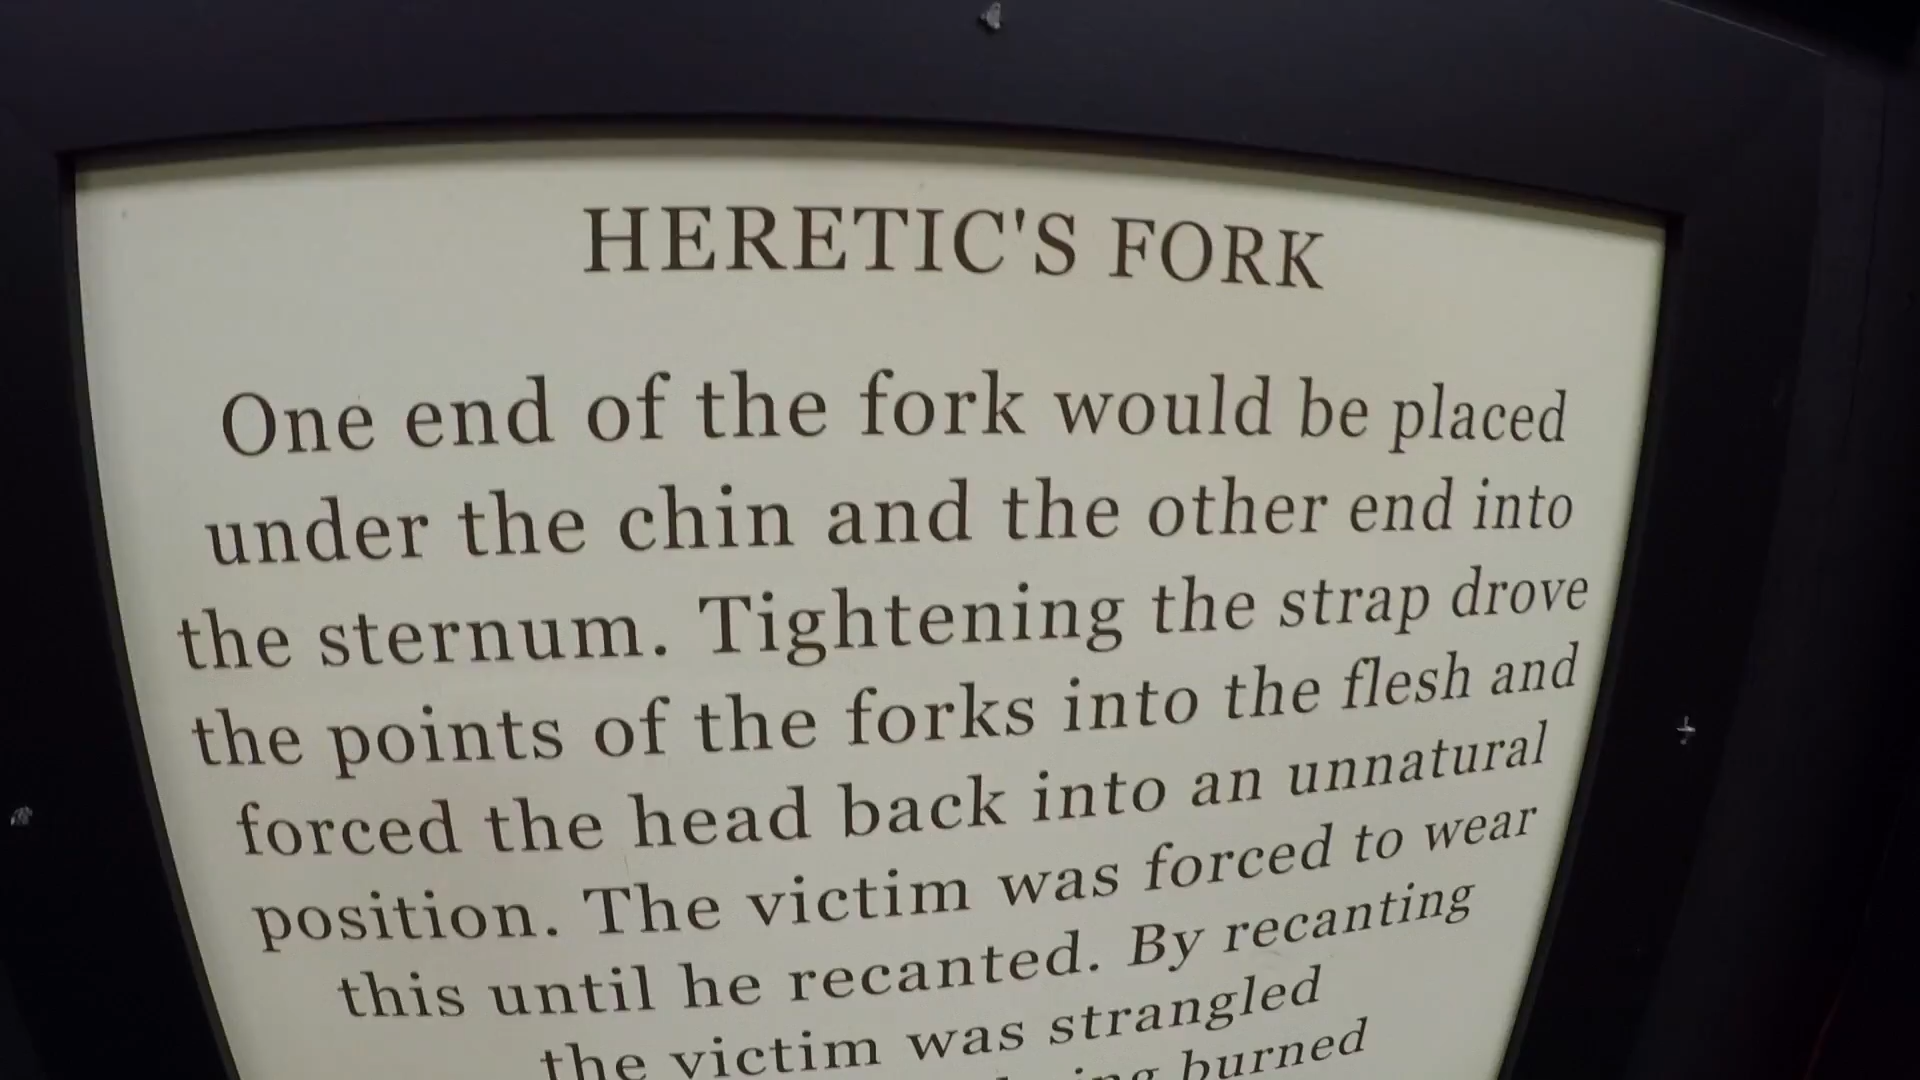 HERETIC'S FORK
One end of the fork would be placed
under the chin and the other end into
the sternum. Tightening the strap drove
the points of the forks into the flesh and
forced the head back into an unnatural
position. The victim was forced to wear
this until he recanted. By recanting
the victim was strangled
burned